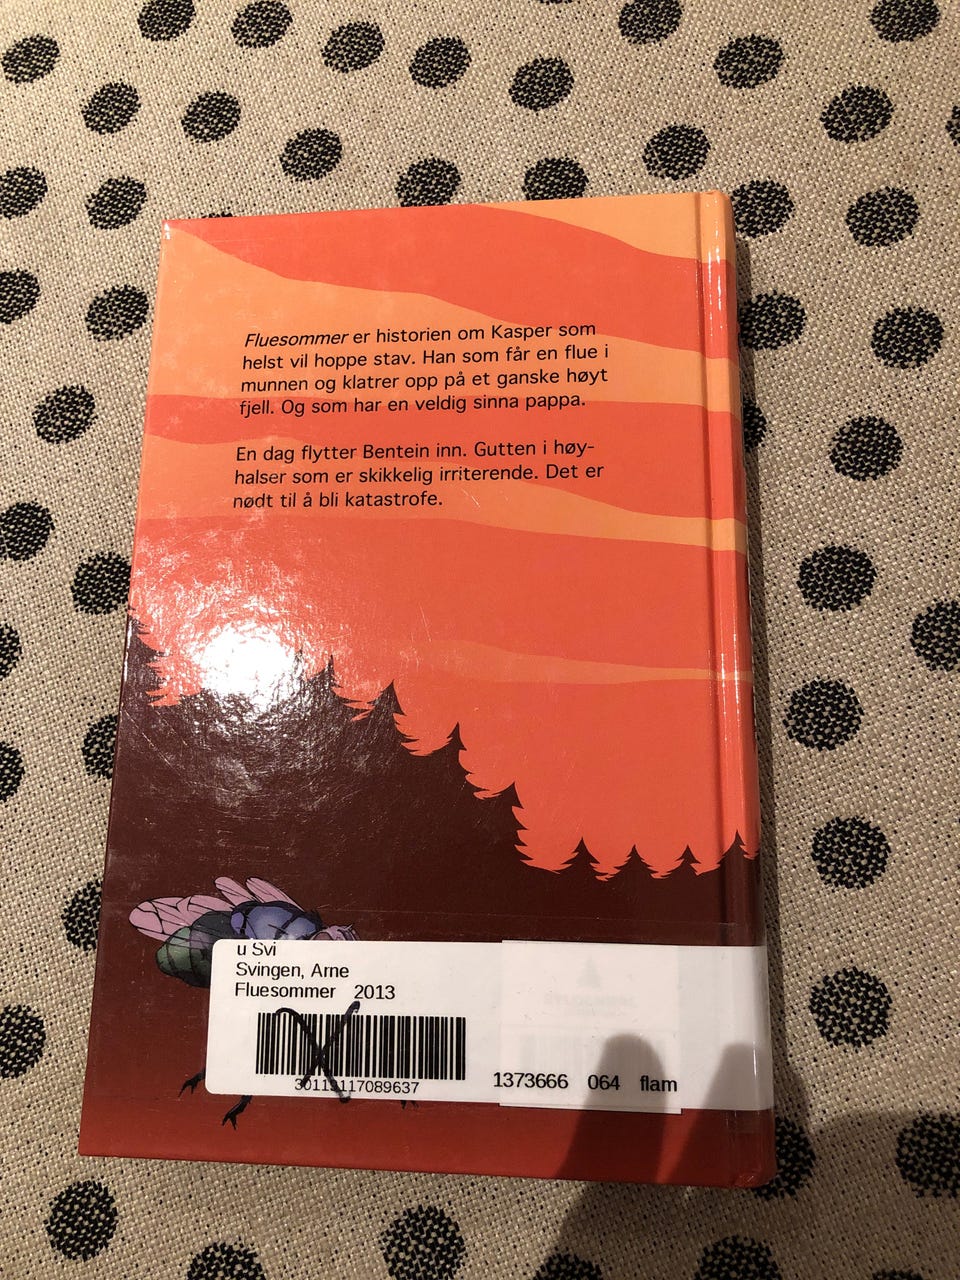 Fluesommer er historien om Kasper som
helst vil hoppe stav. Han som får en flue i
munnen og klatrer opp på et ganske høyt
fjell. Og som har en veldig sinna pappa.
En dag flytter Bentein inn. Gutten i høy-
halser som er skikkelig irriterende. Det er
nødt til å bli katastrofe.
u Svi
Svingen, Arne
Fluesommer 2013
30119117089637
1373666 064 flam